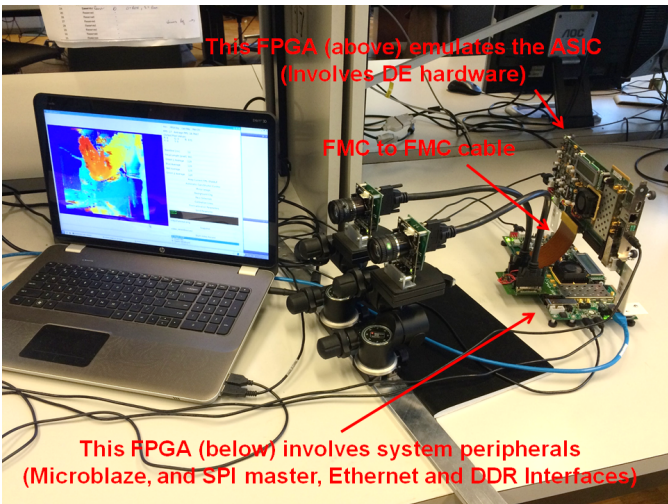 This FPGA (above) emulates the ASIC
(Involves DE hardware)
AOC
FMC to FMC cable
This FPGA (below) involves system peripherals
(Microblaze, and SPI master, Ethernet and DDR Interfaces)